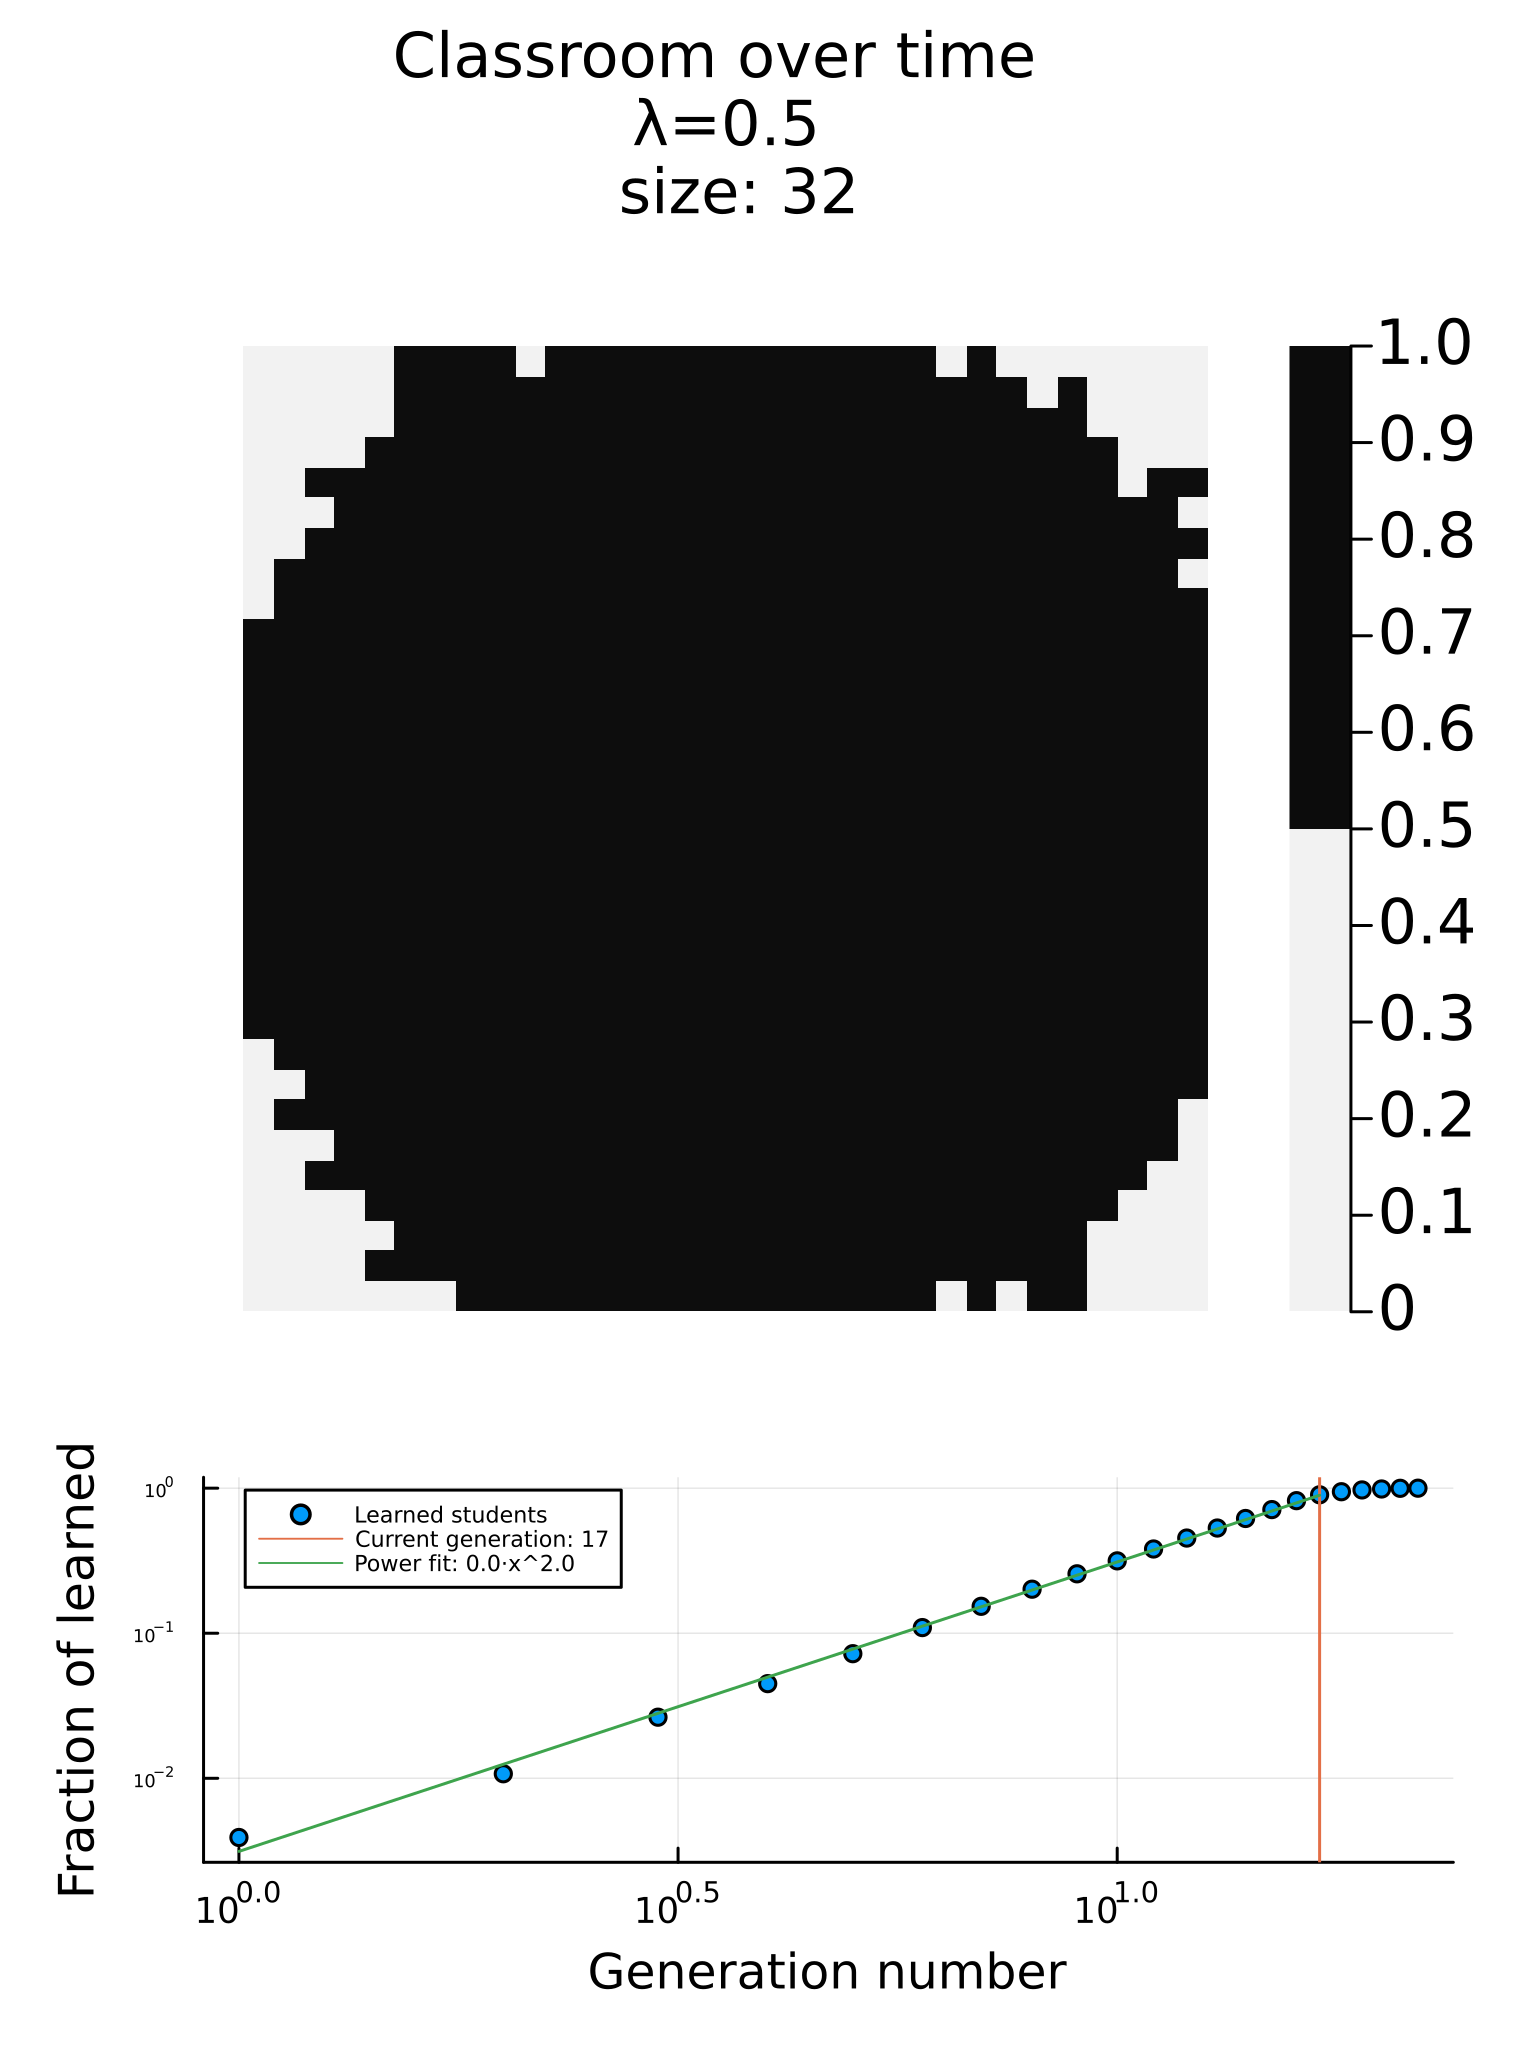 Classroom over time
λ=0.5
size: 32
1.0
0.9
0.8
0.7
0.6
0.5
0.4
0.3
0.2
0.1
0
Fraction of learned
10^0
10^−1
10^−2
Learned students
Current generation: 17
Power fit: 0.0·x^2.0
10^0.0
10^0.5
10^1.0
Generation number